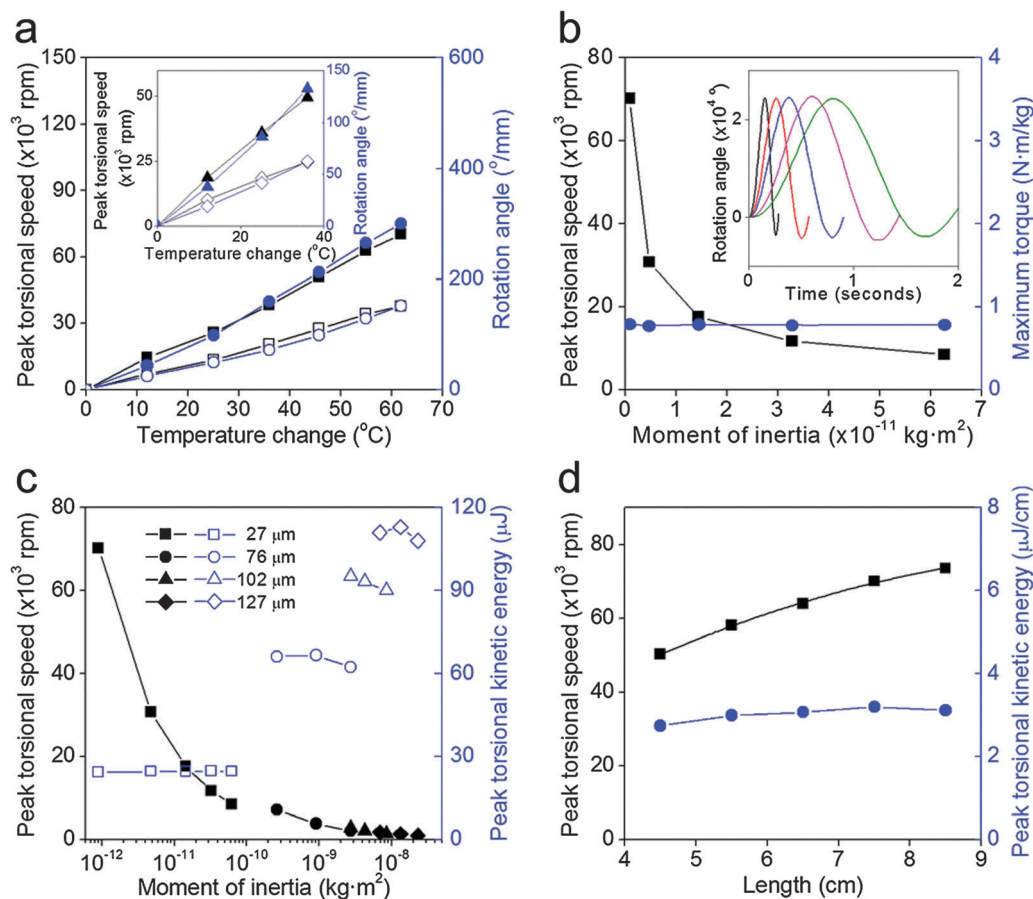 a
Peak torsional speed (x10³ rpm)
150
120
90
60
30
0
0 10 20 30 40 50 60 70
Temperature change (°C)
600
400
200
0
Rotation angle (°/mm)
Peak torsional speed
(x10³ rpm)
50
25
0
0 20 40
Temperature change (°C)
150
100
50
0
Rotation angle (°/mm)
b
Peak torsional speed (x10³ rpm)
80
60
40
20
0
0 1 2 3 4 5 6 7
Moment of inertia (x10⁻¹¹ kg·m²)
4
3
2
1
0
Maximum torque (N·m/kg)
Rotation angle (x10⁴ °)
2
0
0 1 2
Time (seconds)
c
Peak torsional speed (x10³ rpm)
80
60
40
20
0
10⁻¹² 10⁻¹¹ 10⁻¹⁰ 10⁻⁹ 10⁻⁸
Moment of inertia (kg·m²)
120
90
60
30
0
Peak torsional kinetic energy (μJ)
27 μm
76 μm
102 μm
127 μm
d
Peak torsional speed (x10³ rpm)
80
60
40
20
0
4 5 6 7 8 9
Length (cm)
8
6
4
2
0
Peak torsional kinetic energy (μJ/cm)